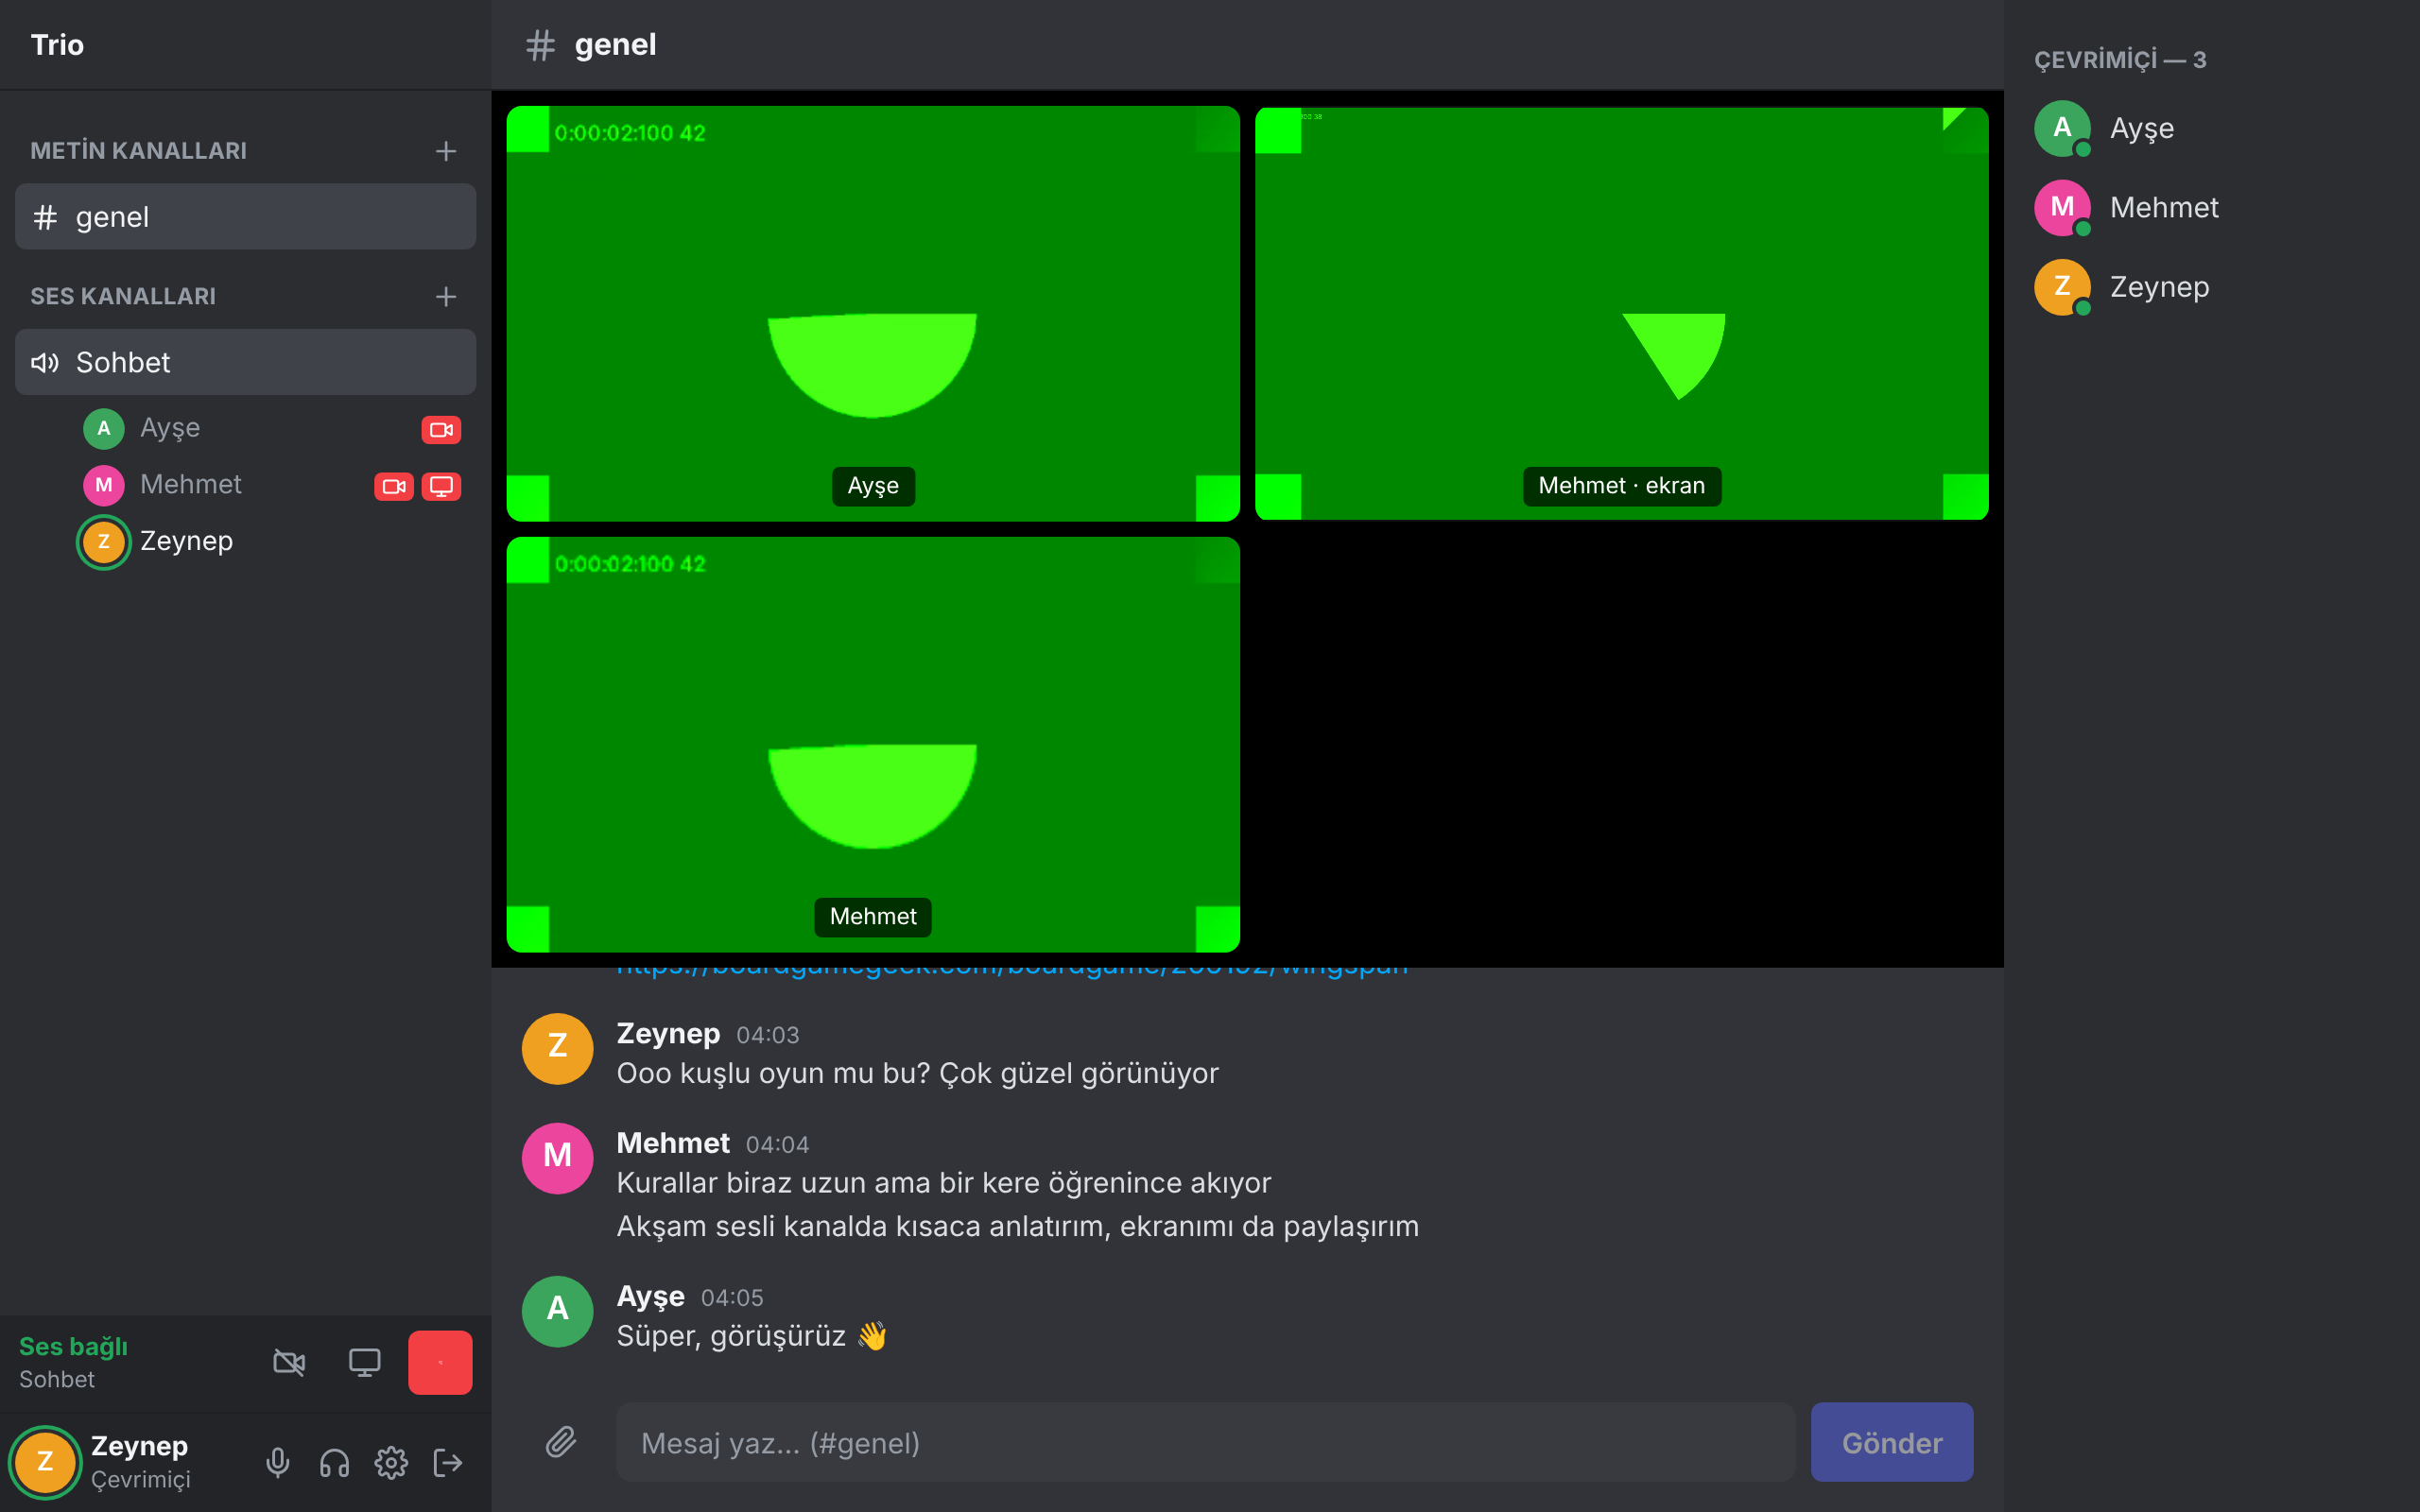 Trio
METİN KANALLARI
genel
SES KANALLARI
Sohbet
A Ayşe
M Mehmet
Z Zeynep
Ses bağlı
Sohbet
Z Zeynep
Çevrimiçi
# genel
0:00:02:100 42
Ayşe
Mehmet · ekran
0:00:02:100 42
Mehmet
Z Zeynep 04:03
Ooo kuşlu oyun mu bu? Çok güzel görünüyor
M Mehmet 04:04
Kurallar biraz uzun ama bir kere öğrenince akıyor
Akşam sesli kanalda kısaca anlatırım, ekranımı da paylaşırım
A Ayşe 04:05
Süper, görüşürüz 👋
Mesaj yaz... (#genel)
Gönder
ÇEVRİMİÇİ — 3
A Ayşe
M Mehmet
Z Zeynep